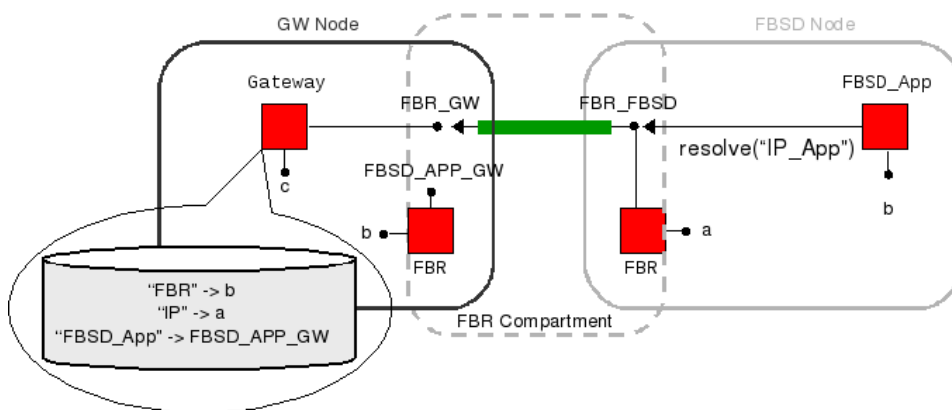 GW Node
FBSD Node
Gateway
FBR_GW
FBR_FBSD
FBSD_App
resolve("IP_App")
c
FBSD_APP_GW
b
b
a
FBR
FBR
"FBR" -> b
"IP" -> a
"FBSD_App" -> FBSD_APP_GW
FBR Compartment